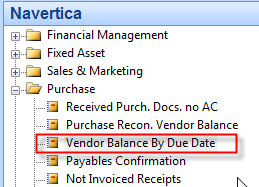 Navertica
Financial Management
Fixed Asset
Sales & Marketing
Purchase
Received Purch. Docs. no AC
Purchase Recon. Vendor Balance
Vendor Balance By Due Date
Payables Confirmation
Not Invoiced Receipts